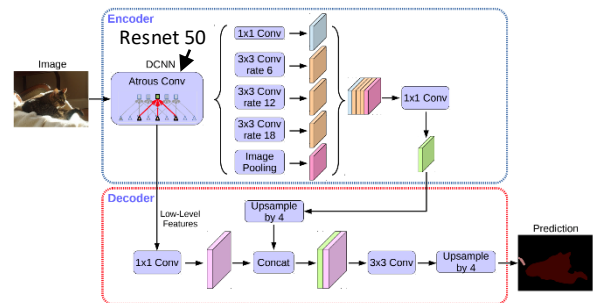 Encoder
Resnet 50
Image
DCNN
Atrous Conv
1x1 Conv
3x3 Conv
rate 6
3x3 Conv
rate 12
3x3 Conv
rate 18
Image
Pooling
1x1 Conv
Decoder
Low-Level
Features
Upsample
by 4
1x1 Conv
Concat
3x3 Conv
Upsample
by 4
Prediction